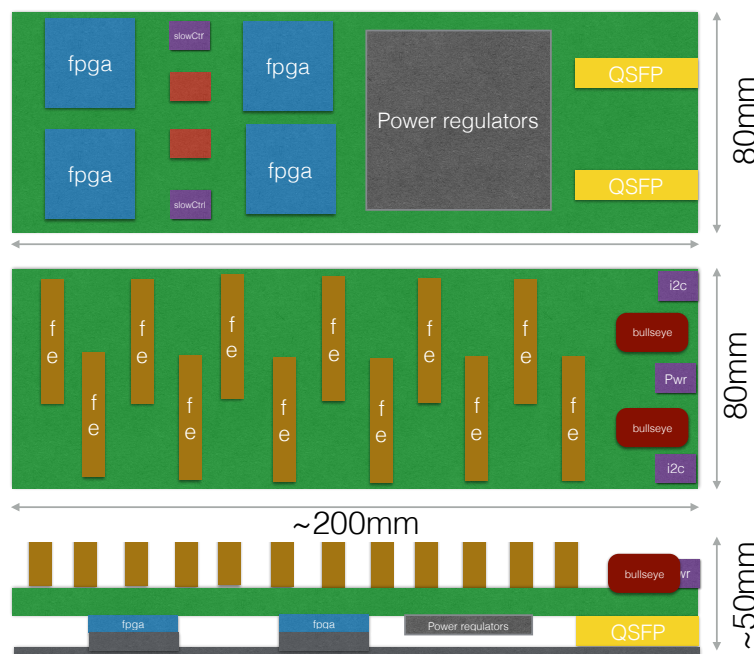 fpga
slowCtr
fpga
QSFP
Power regulators
80mm
fpga
slowCtrl
fpga
QSFP
i2c
f
e
f
e
f
e
f
e
f
e
f
e
bullseye
Pwr
80mm
f
e
f
e
f
e
f
e
f
e
f
e
bullseye
i2c
~200mm
bullseye
wr
~50mm
fpga
fpga
Power regulators
QSFP